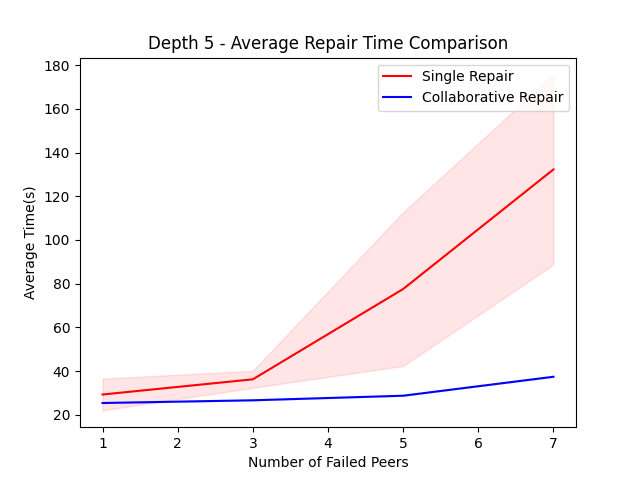 Depth 5 - Average Repair Time Comparison
Single Repair
Collaborative Repair
Average Time(s)
180
160
140
120
100
80
60
40
20
1 2 3 4 5 6 7
Number of Failed Peers